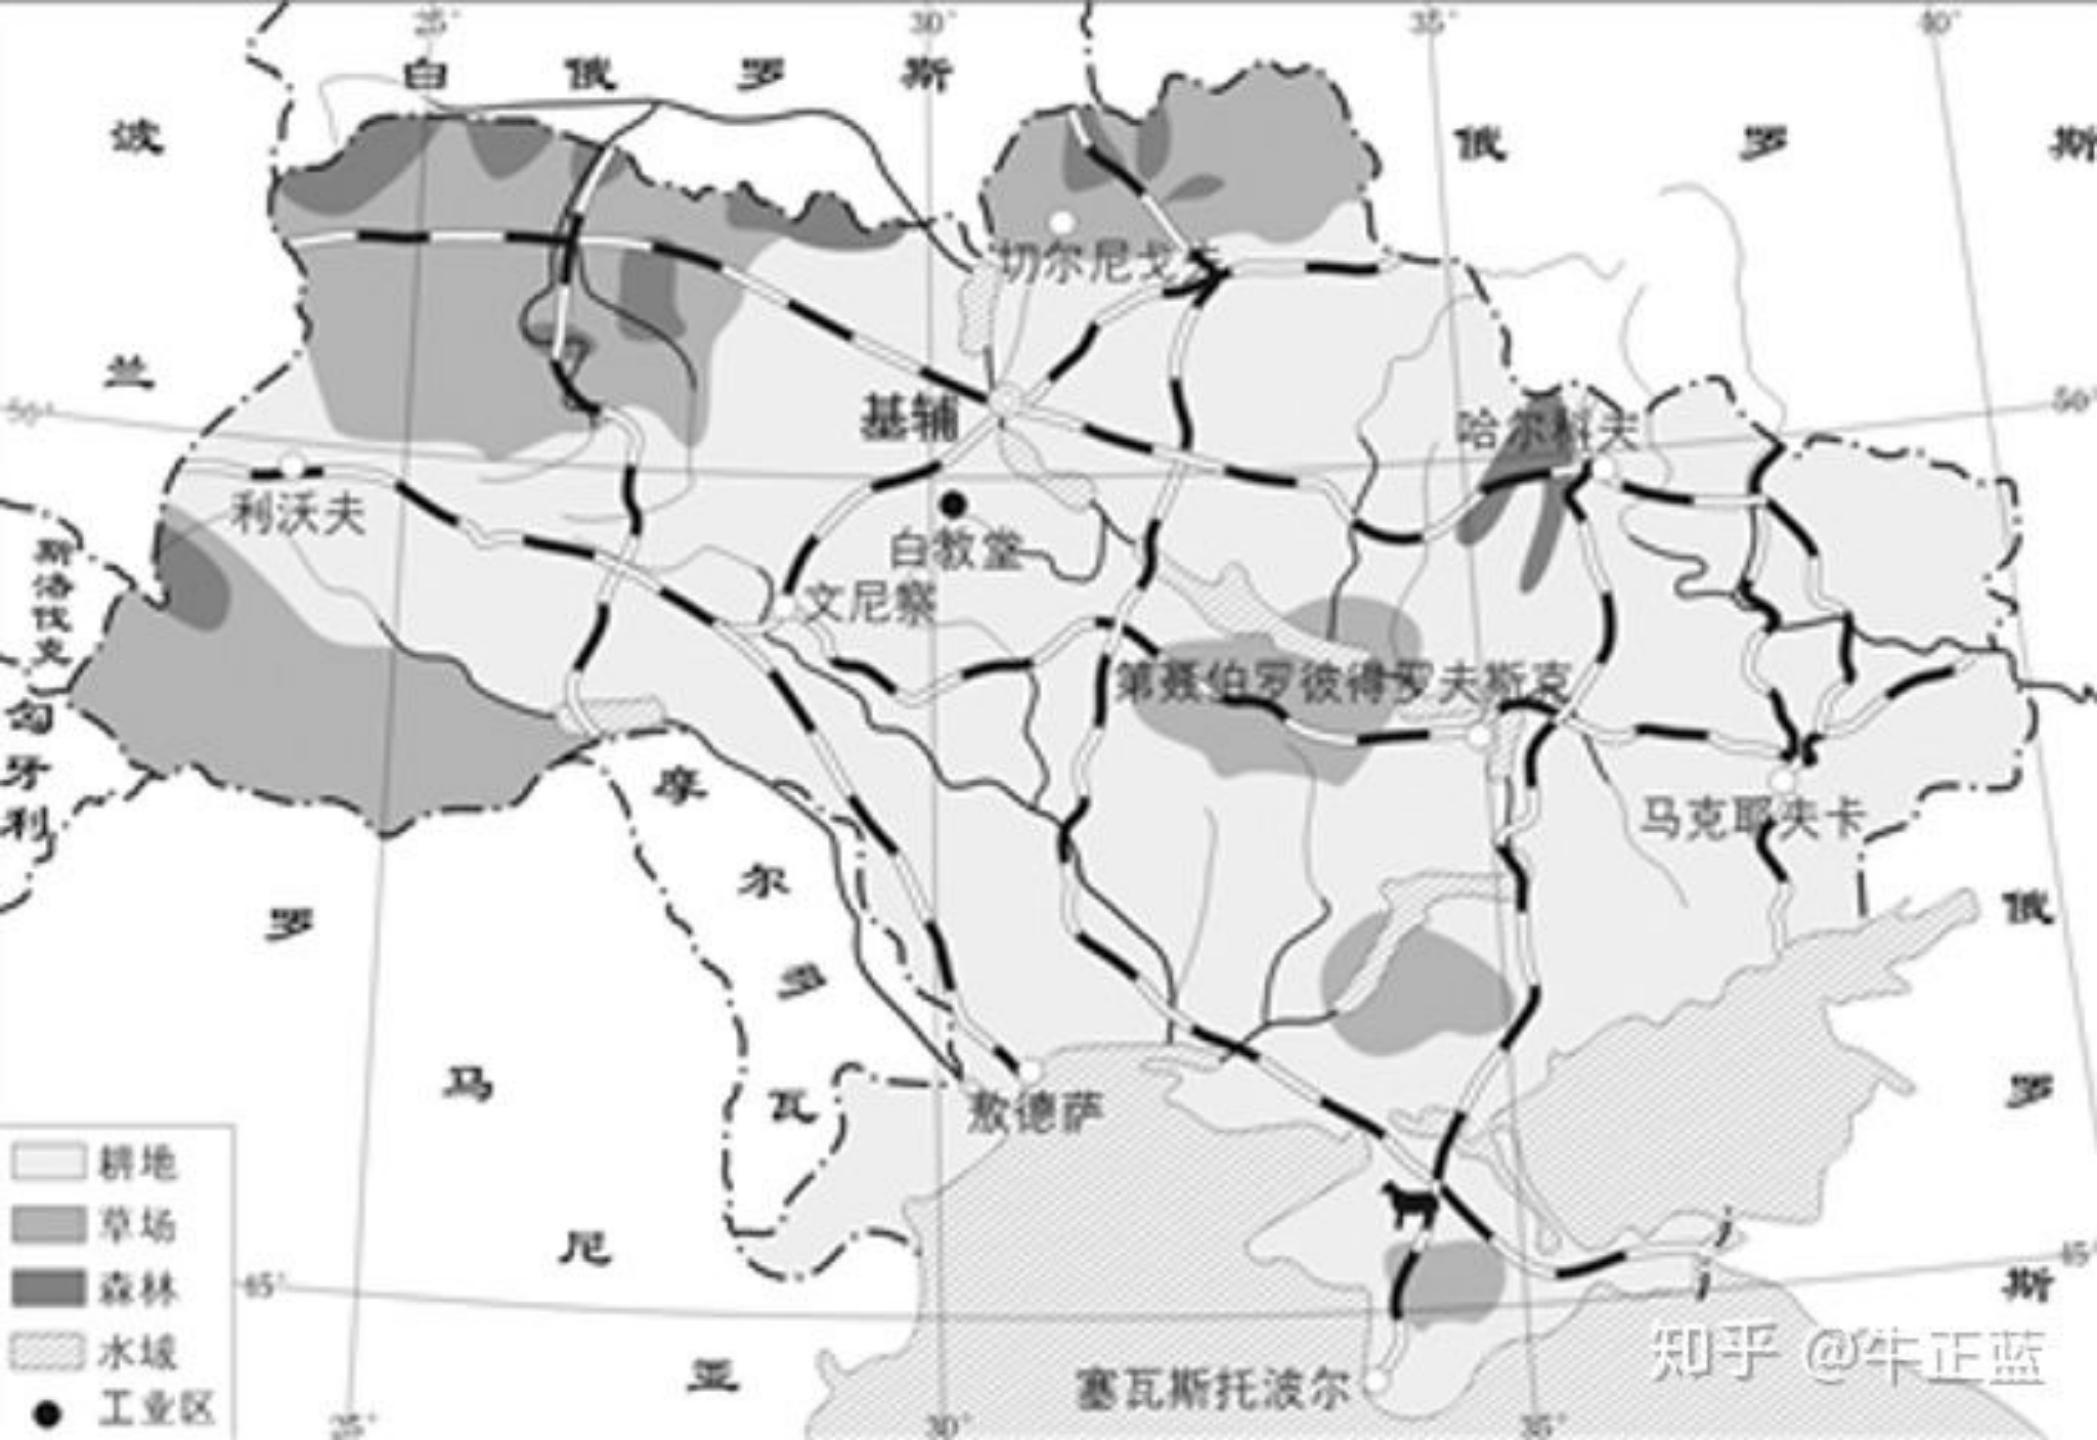 25° 30° 35° 40°
白 俄 罗 斯
波 兰
俄 罗 斯
切尔尼戈夫
50° 50°
基辅
哈尔科夫
利沃夫
白教堂
斯洛伐克
文尼察
第聂伯罗彼得罗夫斯克
匈牙利
摩 尔 多 瓦
马克耶夫卡
罗 马 尼 亚
俄 罗 斯
敖德萨
耕地
草场
森林
水域
工业区
45° 45°
塞瓦斯托波尔
知乎 @牛正蓝
25° 30° 35°